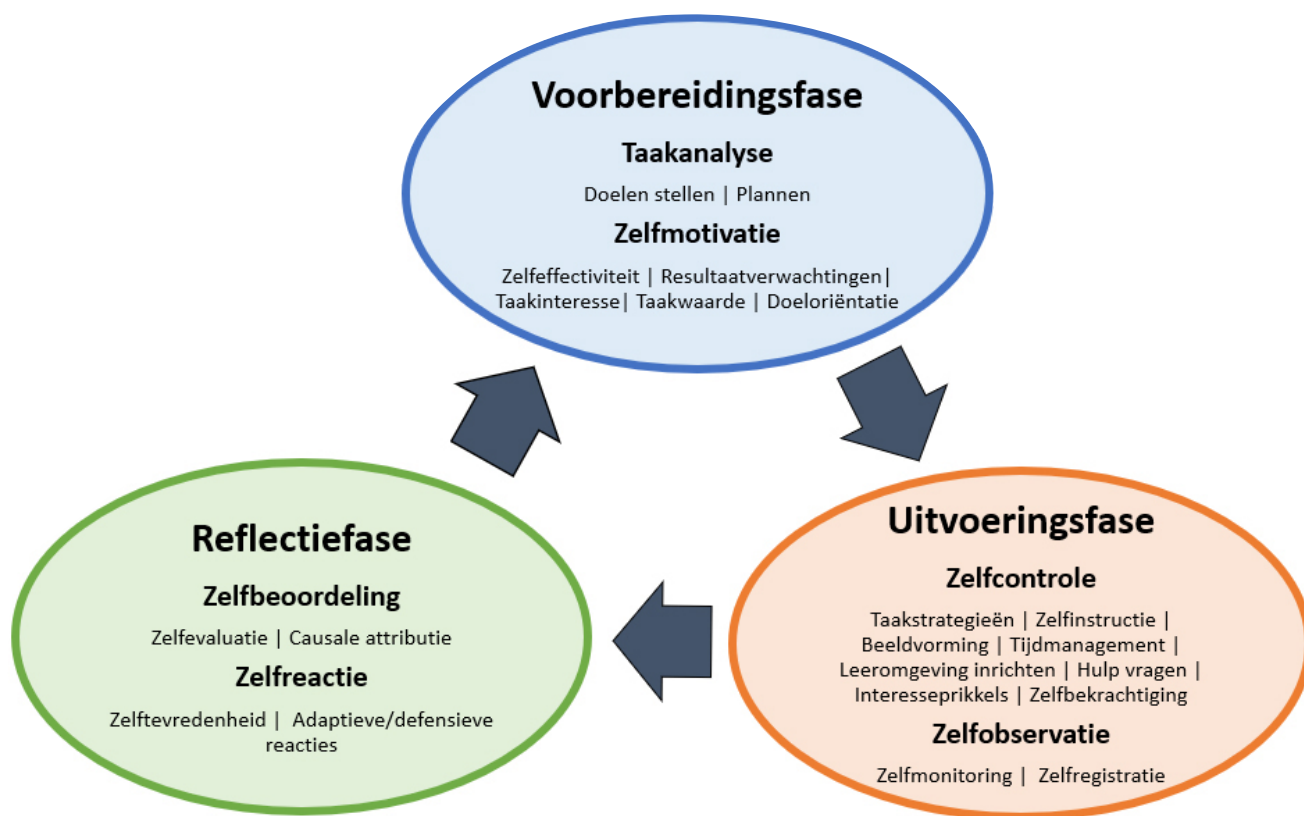 Voorbereidingsfase
Taakanalyse
Doelen stellen | Plannen
Zelfmotivatie
Zelfeffectiviteit | Resultaatverwachtingen|
Taakinteresse| Taakwaarde | Doeloriëntatie
Uitvoeringsfase
Zelfcontrole
Taakstrategieën | Zelfinstructie |
Beeldvorming | Tijdmanagement |
Leeromgeving inrichten | Hulp vragen |
Interesseprikkels | Zelfbekrachtiging
Zelfobservatie
Zelfmonitoring | Zelfregistratie
Reflectiefase
Zelfbeoordeling
Zelfevaluatie | Causale attributie
Zelfreactie
Zelftevredenheid | Adaptieve/defensieve
reacties